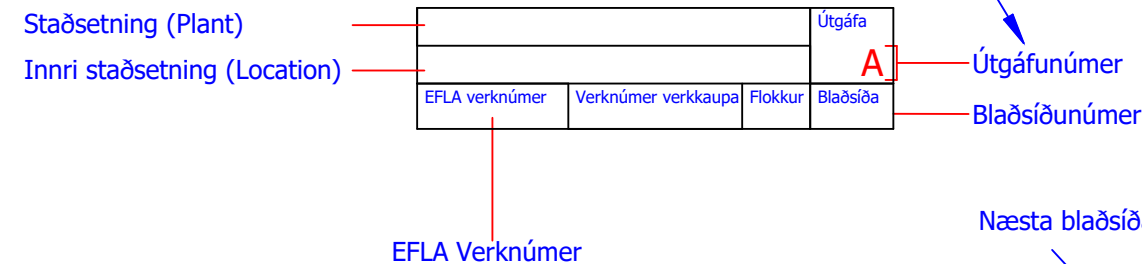 Staðsetning (Plant)
Útgáfa
Innri staðsetning (Location)
A
Útgáfunúmer
EFLA verknúmer
Verknúmer verkkaupa
Flokkur
Blaðsíða
Blaðsíðunúmer
Næsta blaðsíð
EFLA Verknúmer